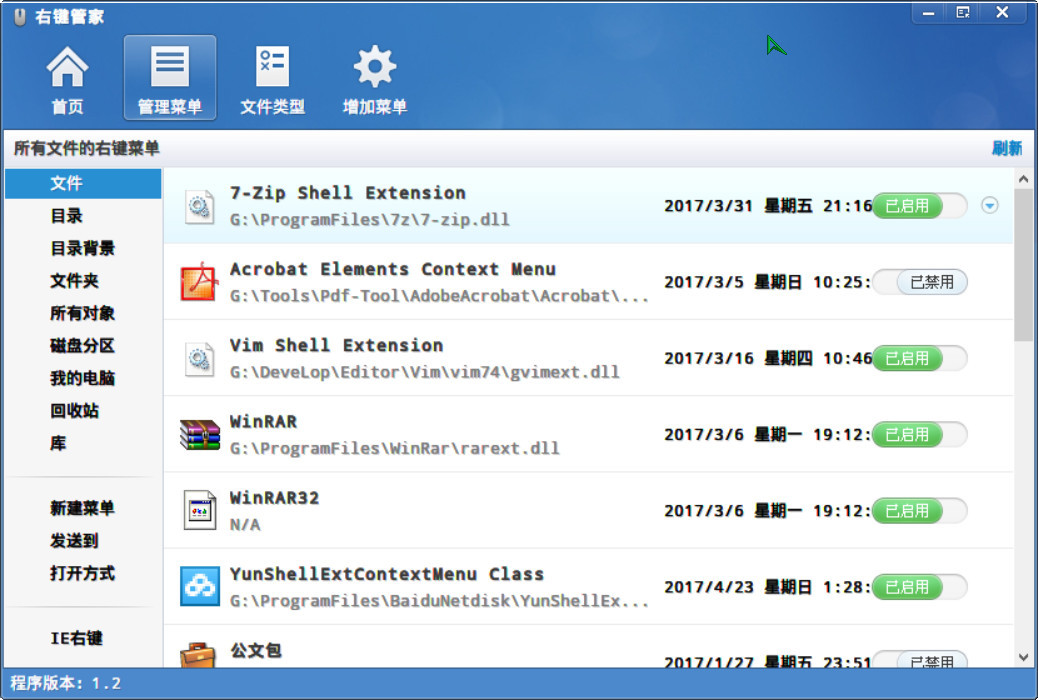 右键管家
首页
管理菜单
文件类型
增加菜单
所有文件的右键菜单
刷新
文件
目录
目录背景
文件夹
所有对象
磁盘分区
我的电脑
回收站
库
新建菜单
发送到
打开方式
IE右键
7-Zip Shell Extension
G:\ProgramFiles\7z\7-zip.dll
2017/3/31 星期五 21:16
已启用
Acrobat Elements Context Menu
G:\Tools\Pdf-Tool\AdobeAcrobat\Acrobat\...
2017/3/5 星期日 10:25:
已禁用
Vim Shell Extension
G:\DeveLop\Editor\Vim\vim74\gvimext.dll
2017/3/16 星期四 10:46
已启用
WinRAR
G:\ProgramFiles\WinRar\rarext.dll
2017/3/6 星期一 19:12:
已启用
WinRAR32
N/A
2017/3/6 星期一 19:12:
已启用
YunShellExtContextMenu Class
G:\ProgramFiles\BaiduNetdisk\YunShellEx...
2017/4/23 星期日 1:28:
已启用
公文包
2017/1/27 星期五 23:51
已禁用
程序版本: 1.2